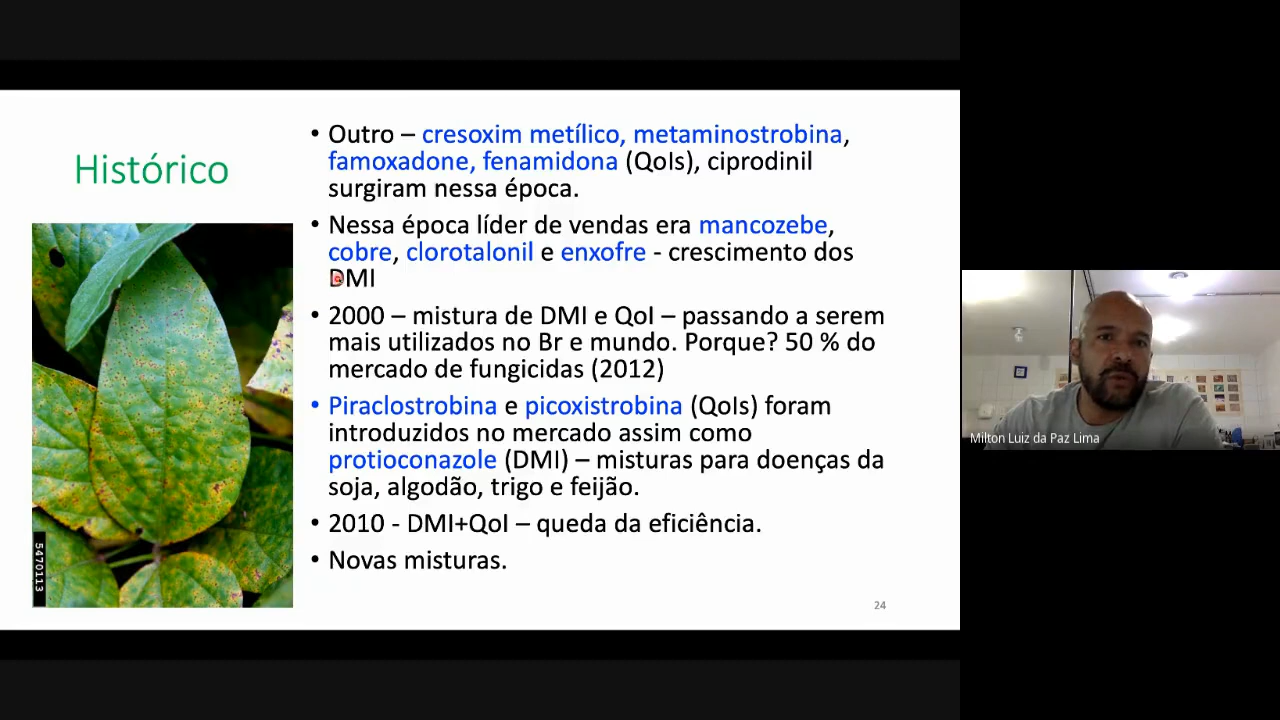 Histórico
• Outro – cresoxim metílico, metaminostrobina,
famoxadone, fenamidona (QoIs), ciprodinil
surgiram nessa época.
• Nessa época líder de vendas era mancozebe,
cobre, clorotalonil e enxofre - crescimento dos
DMI
• 2000 – mistura de DMI e QoI – passando a serem
mais utilizados no Br e mundo. Porque? 50 % do
mercado de fungicidas (2012)
• Piraclostrobina e picoxistrobina (QoIs) foram
introduzidos no mercado assim como
protioconazole (DMI) – misturas para doenças da
soja, algodão, trigo e feijão.
• 2010 - DMI+QoI – queda da eficiência.
• Novas misturas.
5470113
24
Milton Luiz da Paz Lima